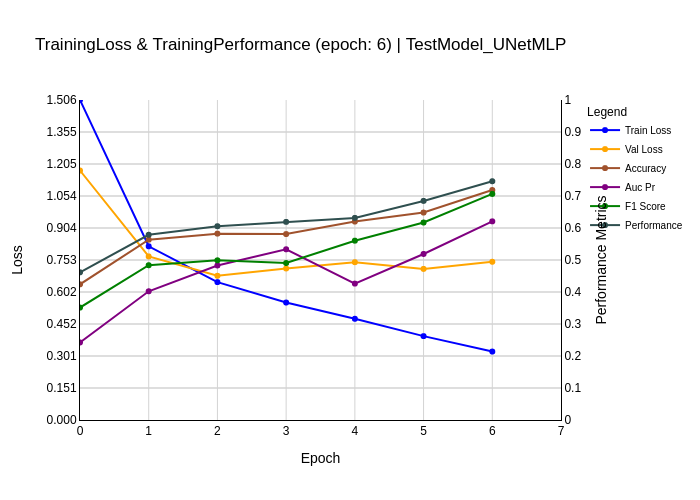 TrainingLoss & TrainingPerformance (epoch: 6) | TestModel_UNetMLP
Legend
Train Loss
Val Loss
Accuracy
Auc Pr
F1 Score
Performance
Loss
1.506
1.355
1.205
1.054
0.904
0.753
0.602
0.452
0.301
0.151
0.000
1
0.9
0.8
0.7
0.6
0.5
0.4
0.3
0.2
0.1
0
Performance Metrics
0 1 2 3 4 5 6 7
Epoch